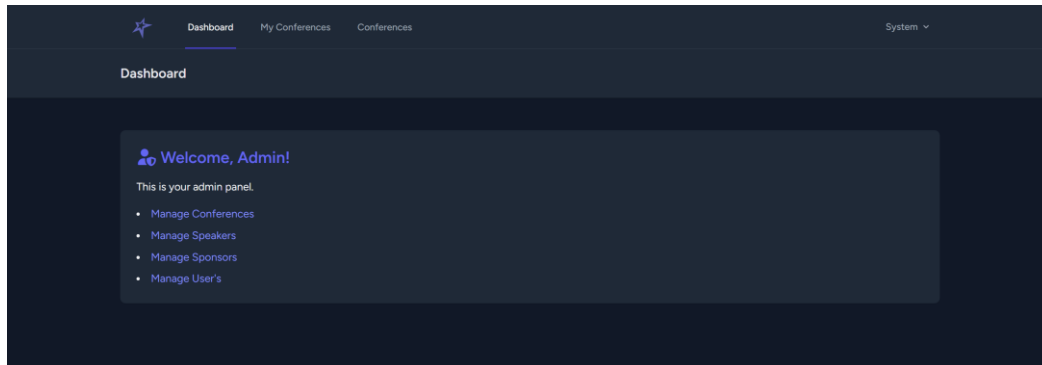 Dashboard My Conferences Conferences System
Dashboard
Welcome, Admin!
This is your admin panel.
Manage Conferences
Manage Speakers
Manage Sponsors
Manage User's